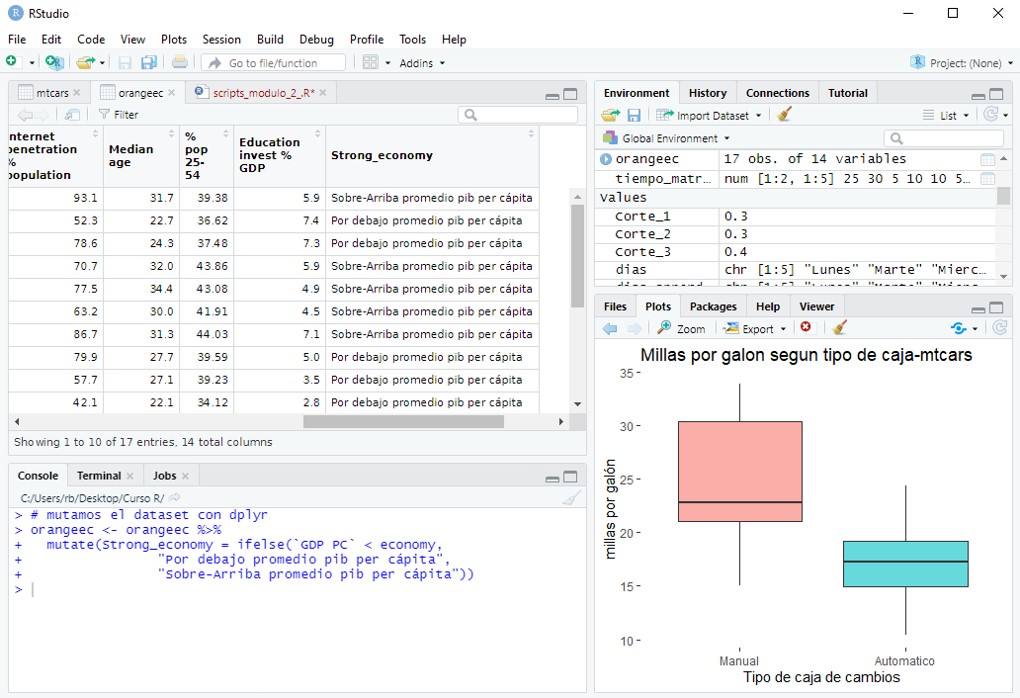 RStudio
File Edit Code View Plots Session Build Debug Profile Tools Help
Go to file/function Addins Project: (None)
mtcars orangeec scripts_modulo_2_.R*
Filter
Internet penetration % population
Median age
% pop 25-54
Education invest % GDP
Strong_economy
93.1 31.7 39.38 5.9 Sobre-Arriba promedio pib per cápita
52.3 22.7 36.62 7.4 Por debajo promedio pib per cápita
78.6 24.3 37.48 7.3 Por debajo promedio pib per cápita
70.7 32.0 43.86 5.9 Sobre-Arriba promedio pib per cápita
77.5 34.4 43.08 4.9 Sobre-Arriba promedio pib per cápita
63.2 30.0 41.91 4.5 Sobre-Arriba promedio pib per cápita
86.7 31.3 44.03 7.1 Sobre-Arriba promedio pib per cápita
79.9 27.7 39.59 5.0 Por debajo promedio pib per cápita
57.7 27.1 39.23 3.5 Por debajo promedio pib per cápita
42.1 22.1 34.12 2.8 Por debajo promedio pib per cápita
Showing 1 to 10 of 17 entries, 14 total columns
Console Terminal Jobs
C:/Users/rb/Desktop/Curso R/
> # mutamos el dataset con dplyr
> orangeec <- orangeec %>%
+ mutate(Strong_economy = ifelse(`GDP PC` < economy,
+ "Por debajo promedio pib per cápita",
+ "Sobre-Arriba promedio pib per cápita"))
>
Environment History Connections Tutorial
Import Dataset List
Global Environment
orangeec 17 obs. of 14 variables
tiempo_matr... num [1:2, 1:5] 25 30 5 10 10 5...
Values
Corte_1 0.3
Corte_2 0.3
Corte_3 0.4
dias chr [1:5] "Lunes" "Marte" "Mierc...
Files Plots Packages Help Viewer
Zoom Export
Millas por galon segun tipo de caja-mtcars
millas por galón
35
30
25
20
15
10
Manual Automatico
Tipo de caja de cambios